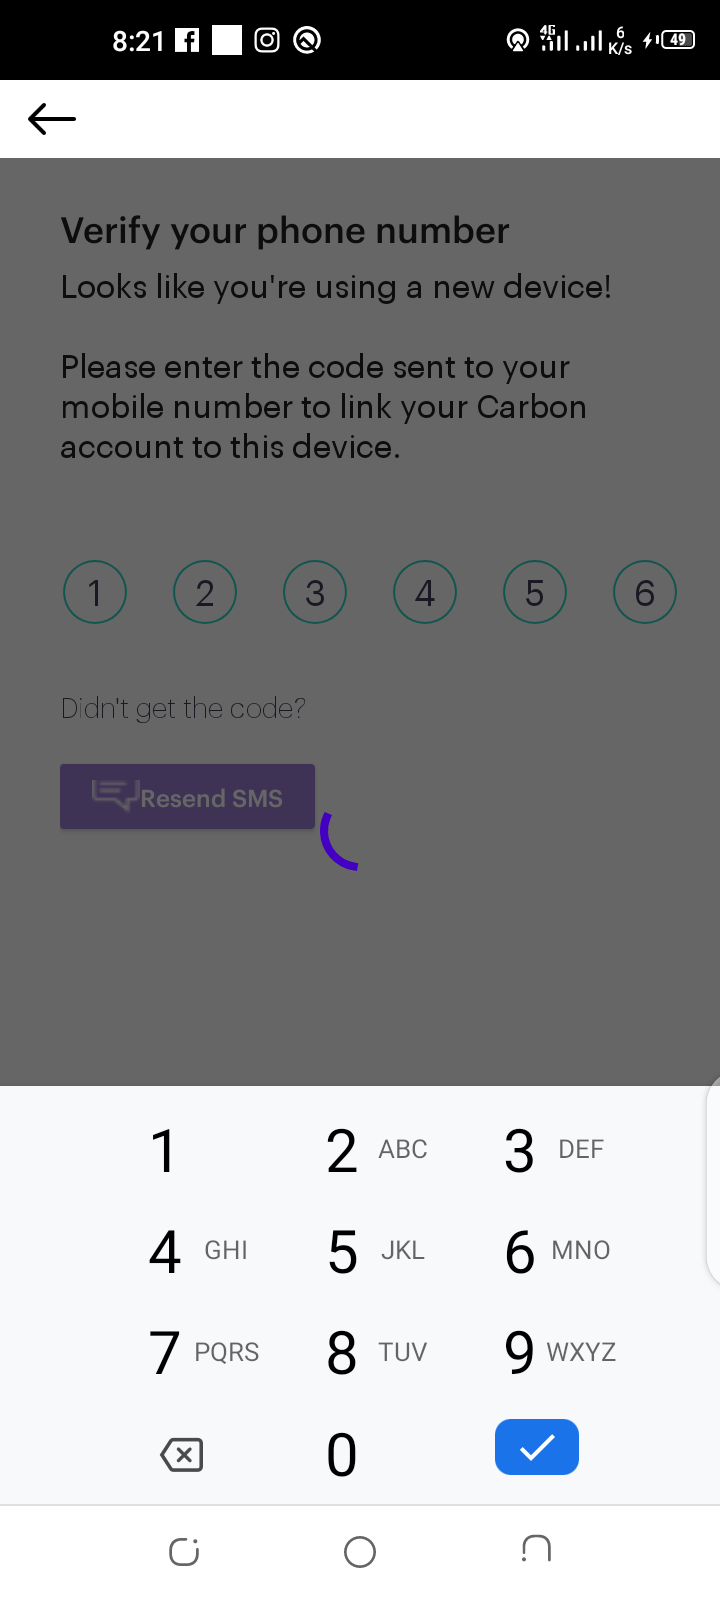 8:21
4G 6 K/s 49
Verify your phone number
Looks like you're using a new device!
Please enter the code sent to your
mobile number to link your Carbon
account to this device.
1 2 3 4 5 6
Didn't get the code?
Resend SMS
1 2 ABC 3 DEF
4 GHI 5 JKL 6 MNO
7 PQRS 8 TUV 9 WXYZ
0